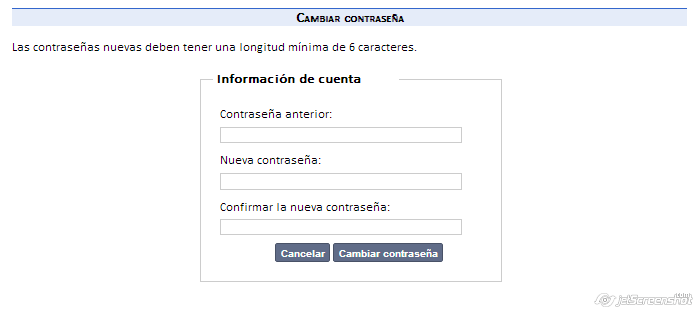 Cambiar contraseña
Las contraseñas nuevas deben tener una longitud mínima de 6 caracteres.
Información de cuenta
Contraseña anterior:
Nueva contraseña:
Confirmar la nueva contraseña:
Cancelar Cambiar contraseña
jetScreenshot.com